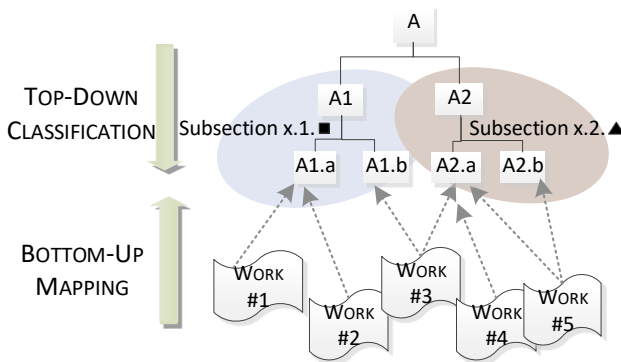 A
A1
A2
TOP-DOWN
CLASSIFICATION
Subsection x.1.■
Subsection x.2.▲
A1.a
A1.b
A2.a
A2.b
BOTTOM-UP
MAPPING
WORK
#1
WORK
#2
WORK
#3
WORK
#4
WORK
#5